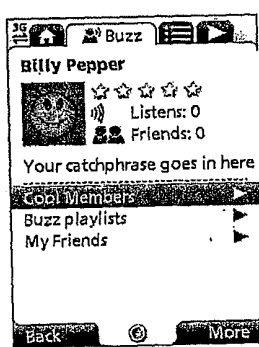 3G Buzz
Billy Pepper
Listens: 0
Friends: 0
Your catchphrase goes in here
Cool Members
Buzz playlists
My Friends
Back More